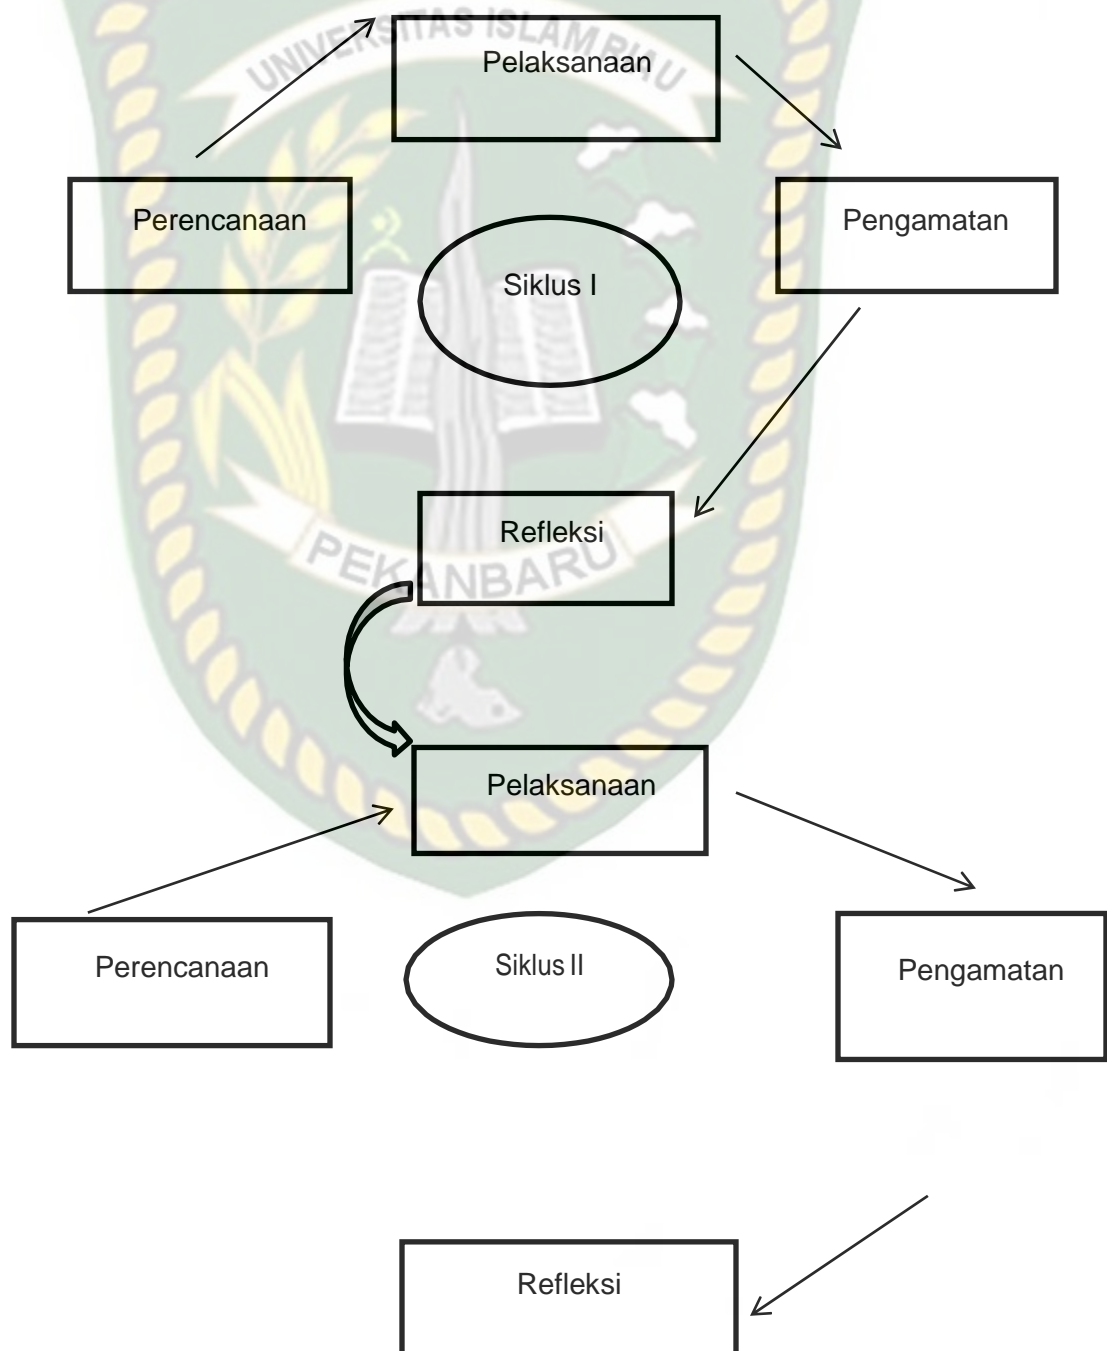 UNIVERSITAS ISLAM RIAU
Pelaksanaan
Perencanaan
Pengamatan
Siklus I
Refleksi
PEKANBARU
Pelaksanaan
Perencanaan
Siklus II
Pengamatan
Refleksi